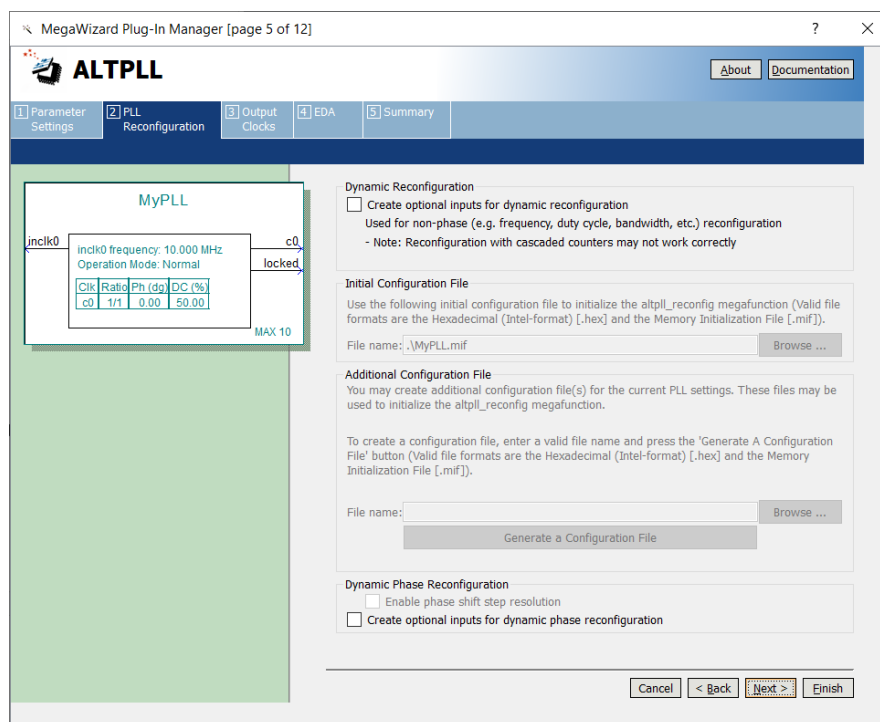 MegaWizard Plug-In Manager [page 5 of 12]
?
ALTPLL
About
Documentation
1 Parameter Settings
2 PLL Reconfiguration
3 Output Clocks
4 EDA
5 Summary
MyPLL
inclk0
c0
locked
inclk0 frequency: 10.000 MHz
Operation Mode: Normal
Clk Ratio Ph (dg) DC (%)
c0 1/1 0.00 50.00
MAX 10
Dynamic Reconfiguration
Create optional inputs for dynamic reconfiguration
Used for non-phase (e.g. frequency, duty cycle, bandwidth, etc.) reconfiguration
- Note: Reconfiguration with cascaded counters may not work correctly
Initial Configuration File
Use the following initial configuration file to initialize the altpll_reconfig megafunction (Valid file
formats are the Hexadecimal (Intel-format) [.hex] and the Memory Initialization File [.mif]).
File name: .\MyPLL.mif
Browse ...
Additional Configuration File
You may create additional configuration file(s) for the current PLL settings. These files may be
used to initialize the altpll_reconfig megafunction.
To create a configuration file, enter a valid file name and press the 'Generate A Configuration
File' button (Valid file formats are the Hexadecimal (Intel-format) [.hex] and the Memory
Initialization File [.mif]).
File name:
Browse ...
Generate a Configuration File
Dynamic Phase Reconfiguration
Enable phase shift step resolution
Create optional inputs for dynamic phase reconfiguration
Cancel
< Back
Next >
Finish